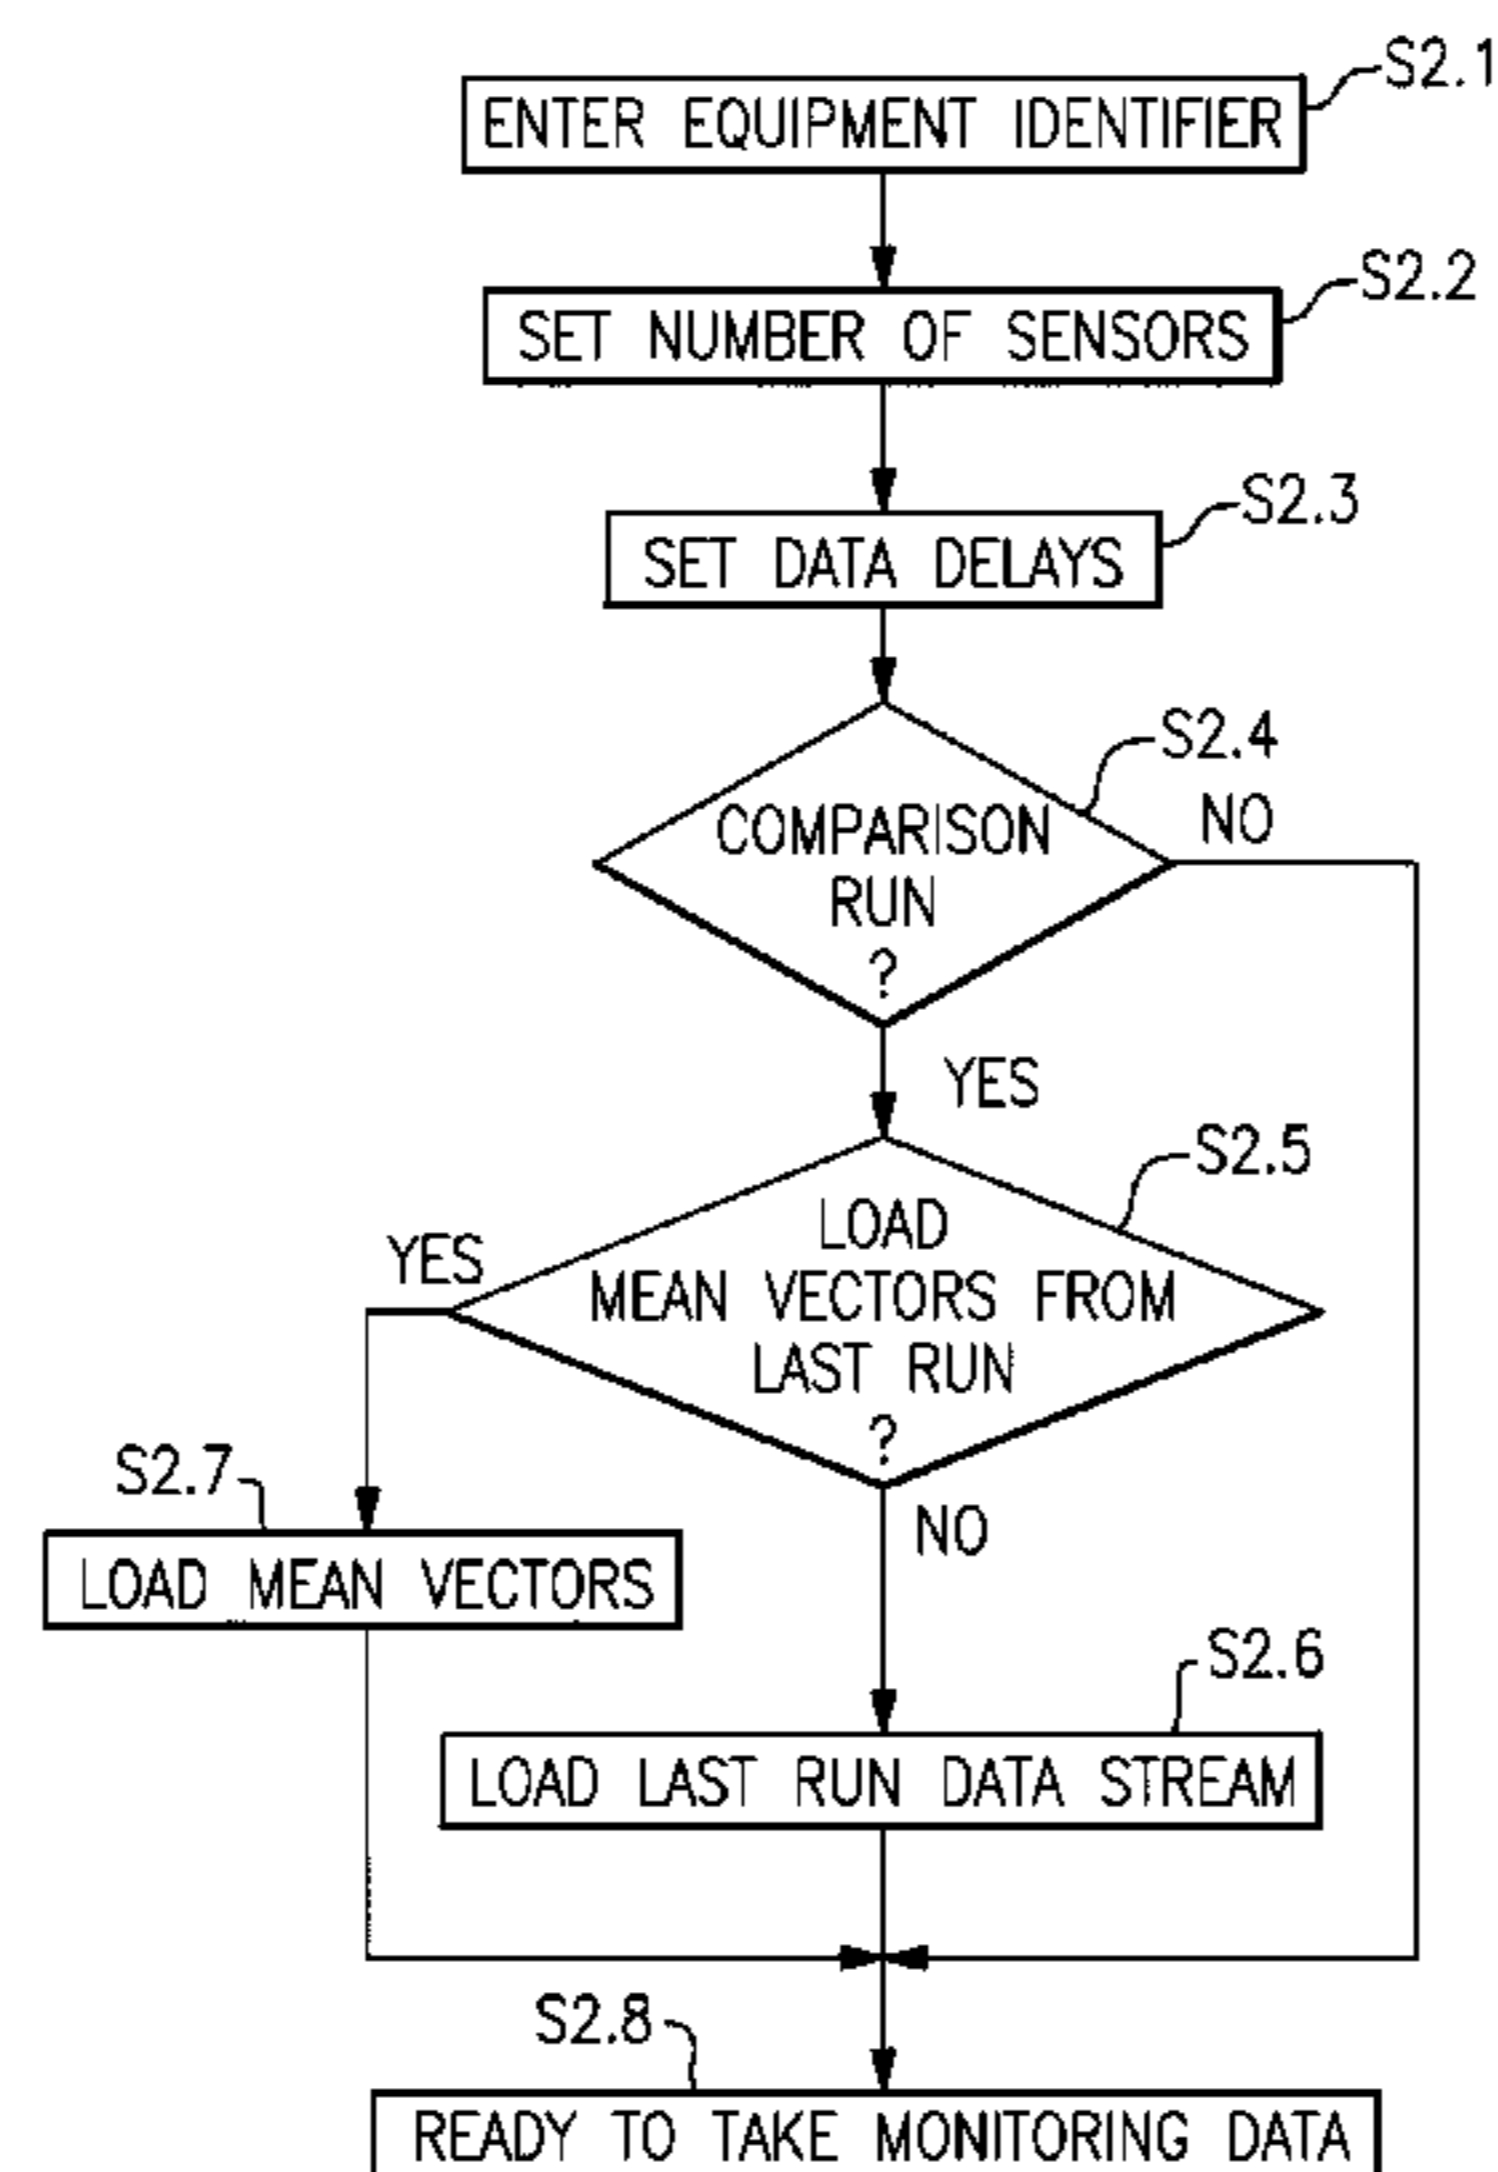 S2.1
ENTER EQUIPMENT IDENTIFIER
S2.2
SET NUMBER OF SENSORS
S2.3
SET DATA DELAYS
S2.4
NO
COMPARISON
RUN
?
YES
S2.5
YES
LOAD
MEAN VECTORS FROM
LAST RUN
?
S2.7
NO
LOAD MEAN VECTORS
S2.6
LOAD LAST RUN DATA STREAM
S2.8
READY TO TAKE MONITORING DATA